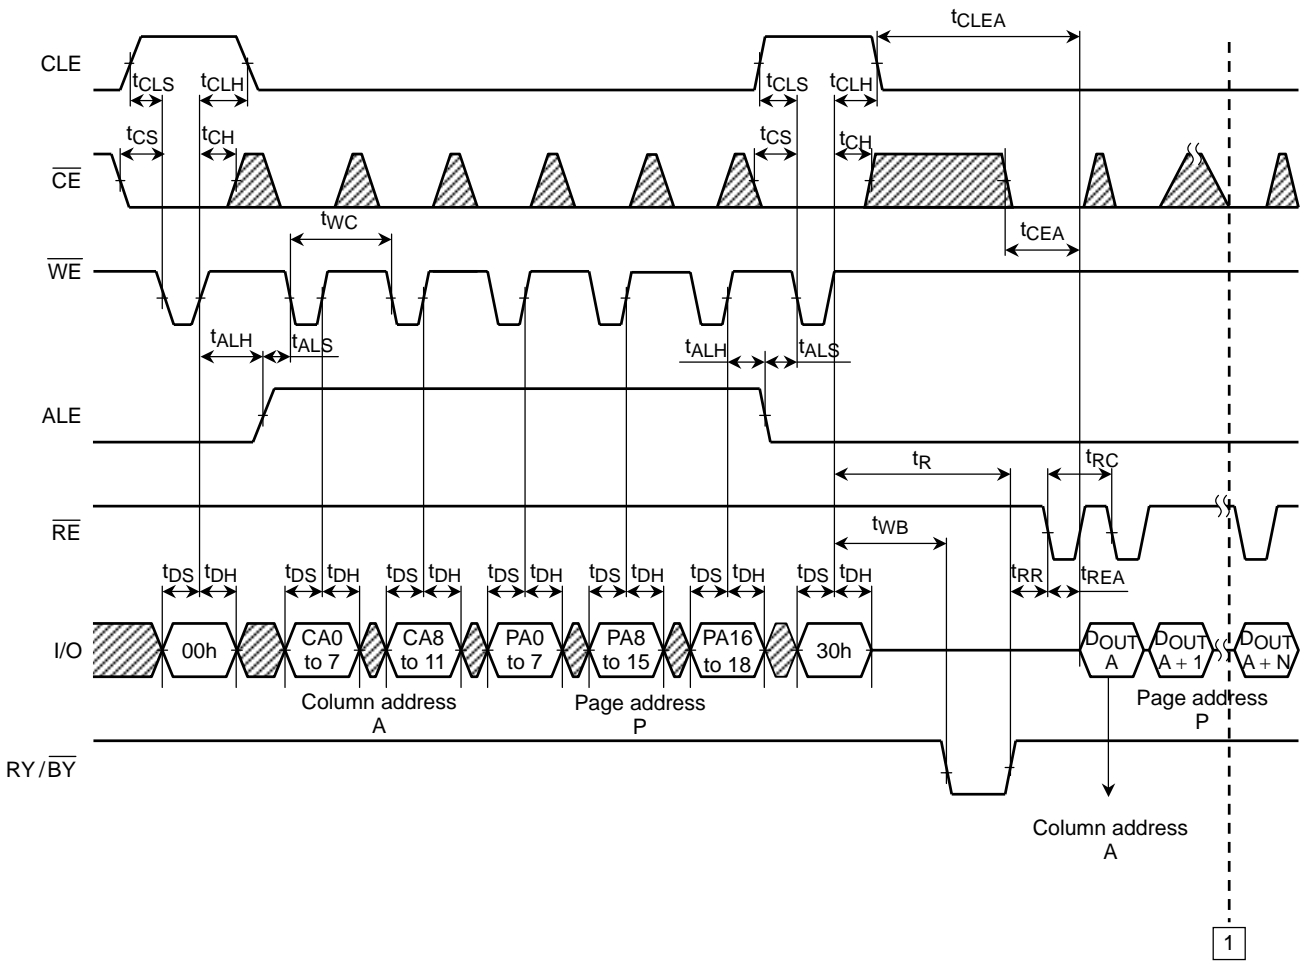 tCLEA
CLE
tCLS tCLH tCLS tCLH
tCS tCH tCS tCH
CE
tWC tCEA
WE
tALH tALS tALH tALS
ALE
tR tRC
RE
tWB
tDS tDH tDS tDH tDS tDH tDS tDH tDS tDH tDS tDH tDS tDH tRR tREA
I/O 00h CA0 to 7 CA8 to 11 PA0 to 7 PA8 to 15 PA16 to 18 30h DOUT A DOUT A + 1 DOUT A + N
Column address A
Page address P
Page address P
RY/BY
Column address A
1